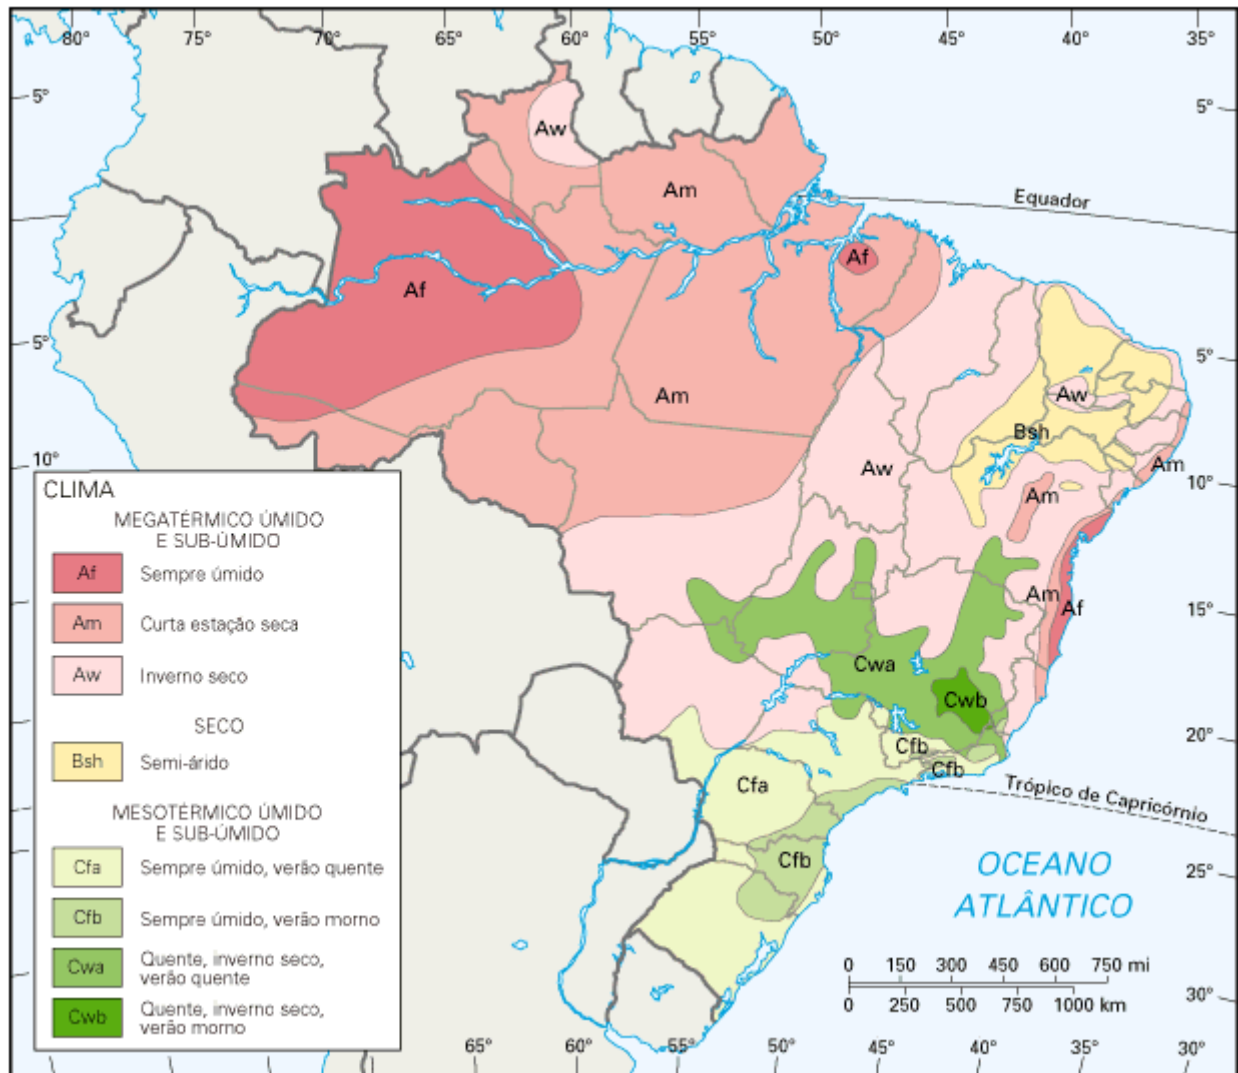 80° 75° 70° 65° 60° 55° 50° 45° 40° 35°
5° 5°
Aw
Am
Equador
Af
Af
5° 5°
Am
Aw
Bsh
10° Aw Am 10°
Am
Am
Af
15°
Cwa
Cwb
20°
Cfb
Cfb
Cfa
Trópico de Capricórnio
Cfb
OCEANO
ATLÂNTICO
25°
0 150 300 450 600 750 mi
0 250 500 750 1000 km
30°
65° 60° 55° 50° 45° 40° 35° 30°
CLIMA
MEGATÉRMICO ÚMIDO
E SUB-ÚMIDO
Af Sempre úmido
Am Curta estação seca
Aw Inverno seco
SECO
Bsh Semi-árido
MESOTÉRMICO ÚMIDO
E SUB-ÚMIDO
Cfa Sempre úmido, verão quente
Cfb Sempre úmido, verão morno
Cwa Quente, inverno seco,
verão quente
Cwb Quente, inverno seco,
verão morno